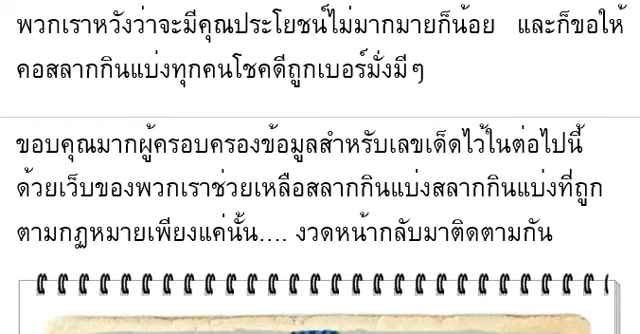 พวกเราหวังว่าจะมีคุณประโยชน์ไม่มากมายก็น้อย และก็ขอให้
คอสลากกินแบ่งทุกคนโชคดีถูกเบอร์มั่งมีๆ
ขอบคุณมากผู้ครอบครองข้อมูลสำหรับเลขเด็ดไว้ในต่อไปนี้
ด้วยเว็บของพวกเราช่วยเหลือสลากกินแบ่งสลากกินแบ่งที่ถูก
ตามกฏหมายเพียงแค่นั้น.... งวดหน้ากลับมาติดตามกัน